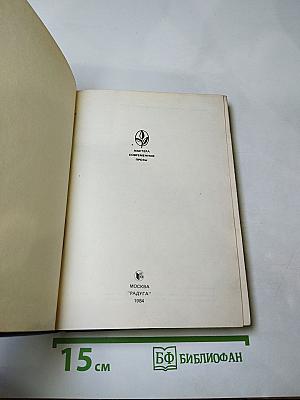 МАСТЕРА
СОВРЕМЕННОЙ
ПРОЗЫ
МОСКВА
"РАДУГА"
1984
15 см
БФ БИБЛИОФАН